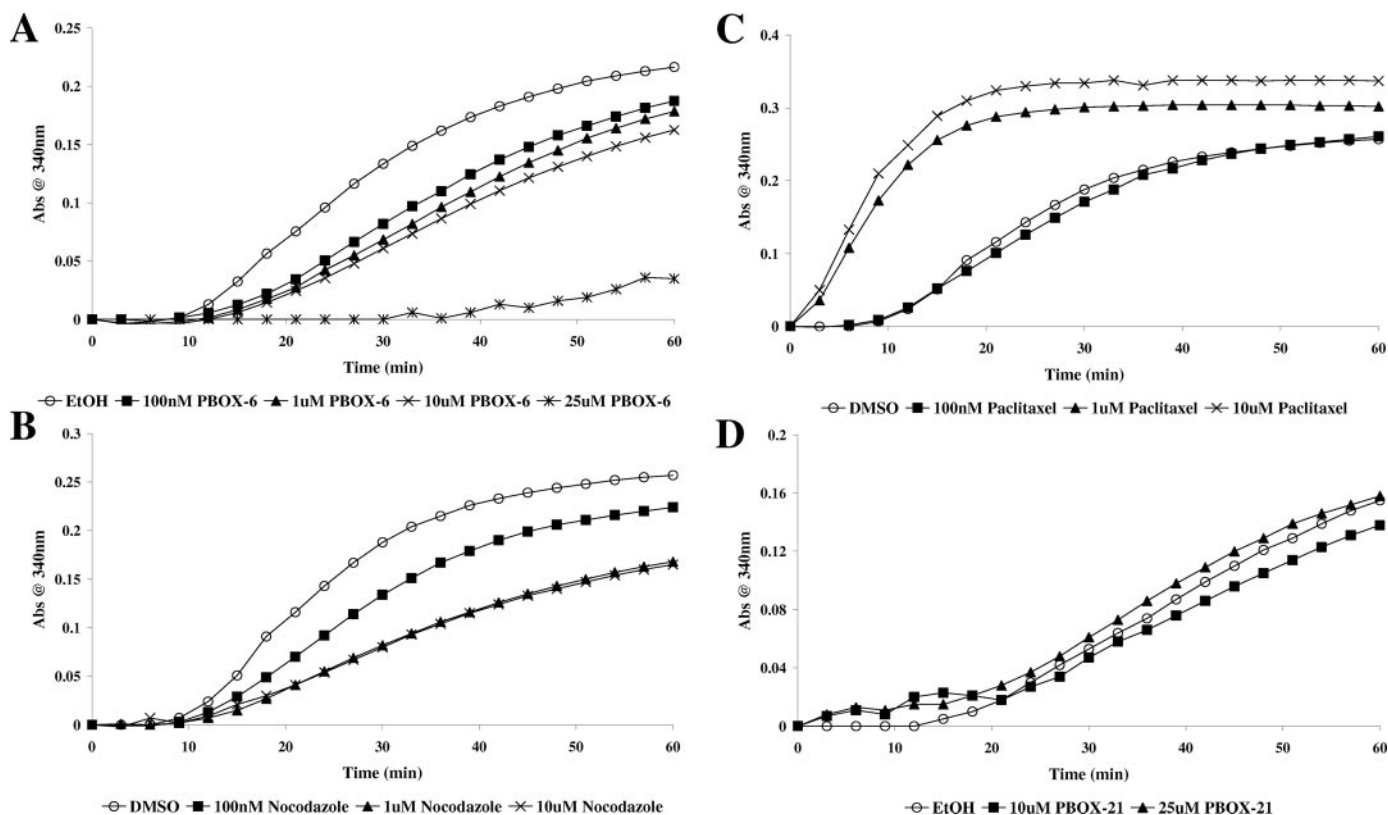 A
0.25
0.2
0.15
0.1
0.05
0
Abs @ 340nm
0 10 20 30 40 50 60
Time (min)
EtOH 100nM PBOX-6 1uM PBOX-6 10uM PBOX-6 25uM PBOX-6
B
0.3
0.25
0.2
0.15
0.1
0.05
0
Abs @ 340nm
0 10 20 30 40 50 60
Time (min)
DMSO 100nM Nocodazole 1uM Nocodazole 10uM Nocodazole
C
0.4
0.3
0.2
0.1
0
Abs @ 340nm
0 10 20 30 40 50 60
Time (min)
DMSO 100nM Paclitaxel 1uM Paclitaxel 10uM Paclitaxel
D
0.2
0.16
0.12
0.08
0.04
0
Abs @ 340nm
0 10 20 30 40 50 60
Time (min)
EtOH 10uM PBOX-21 25uM PBOX-21